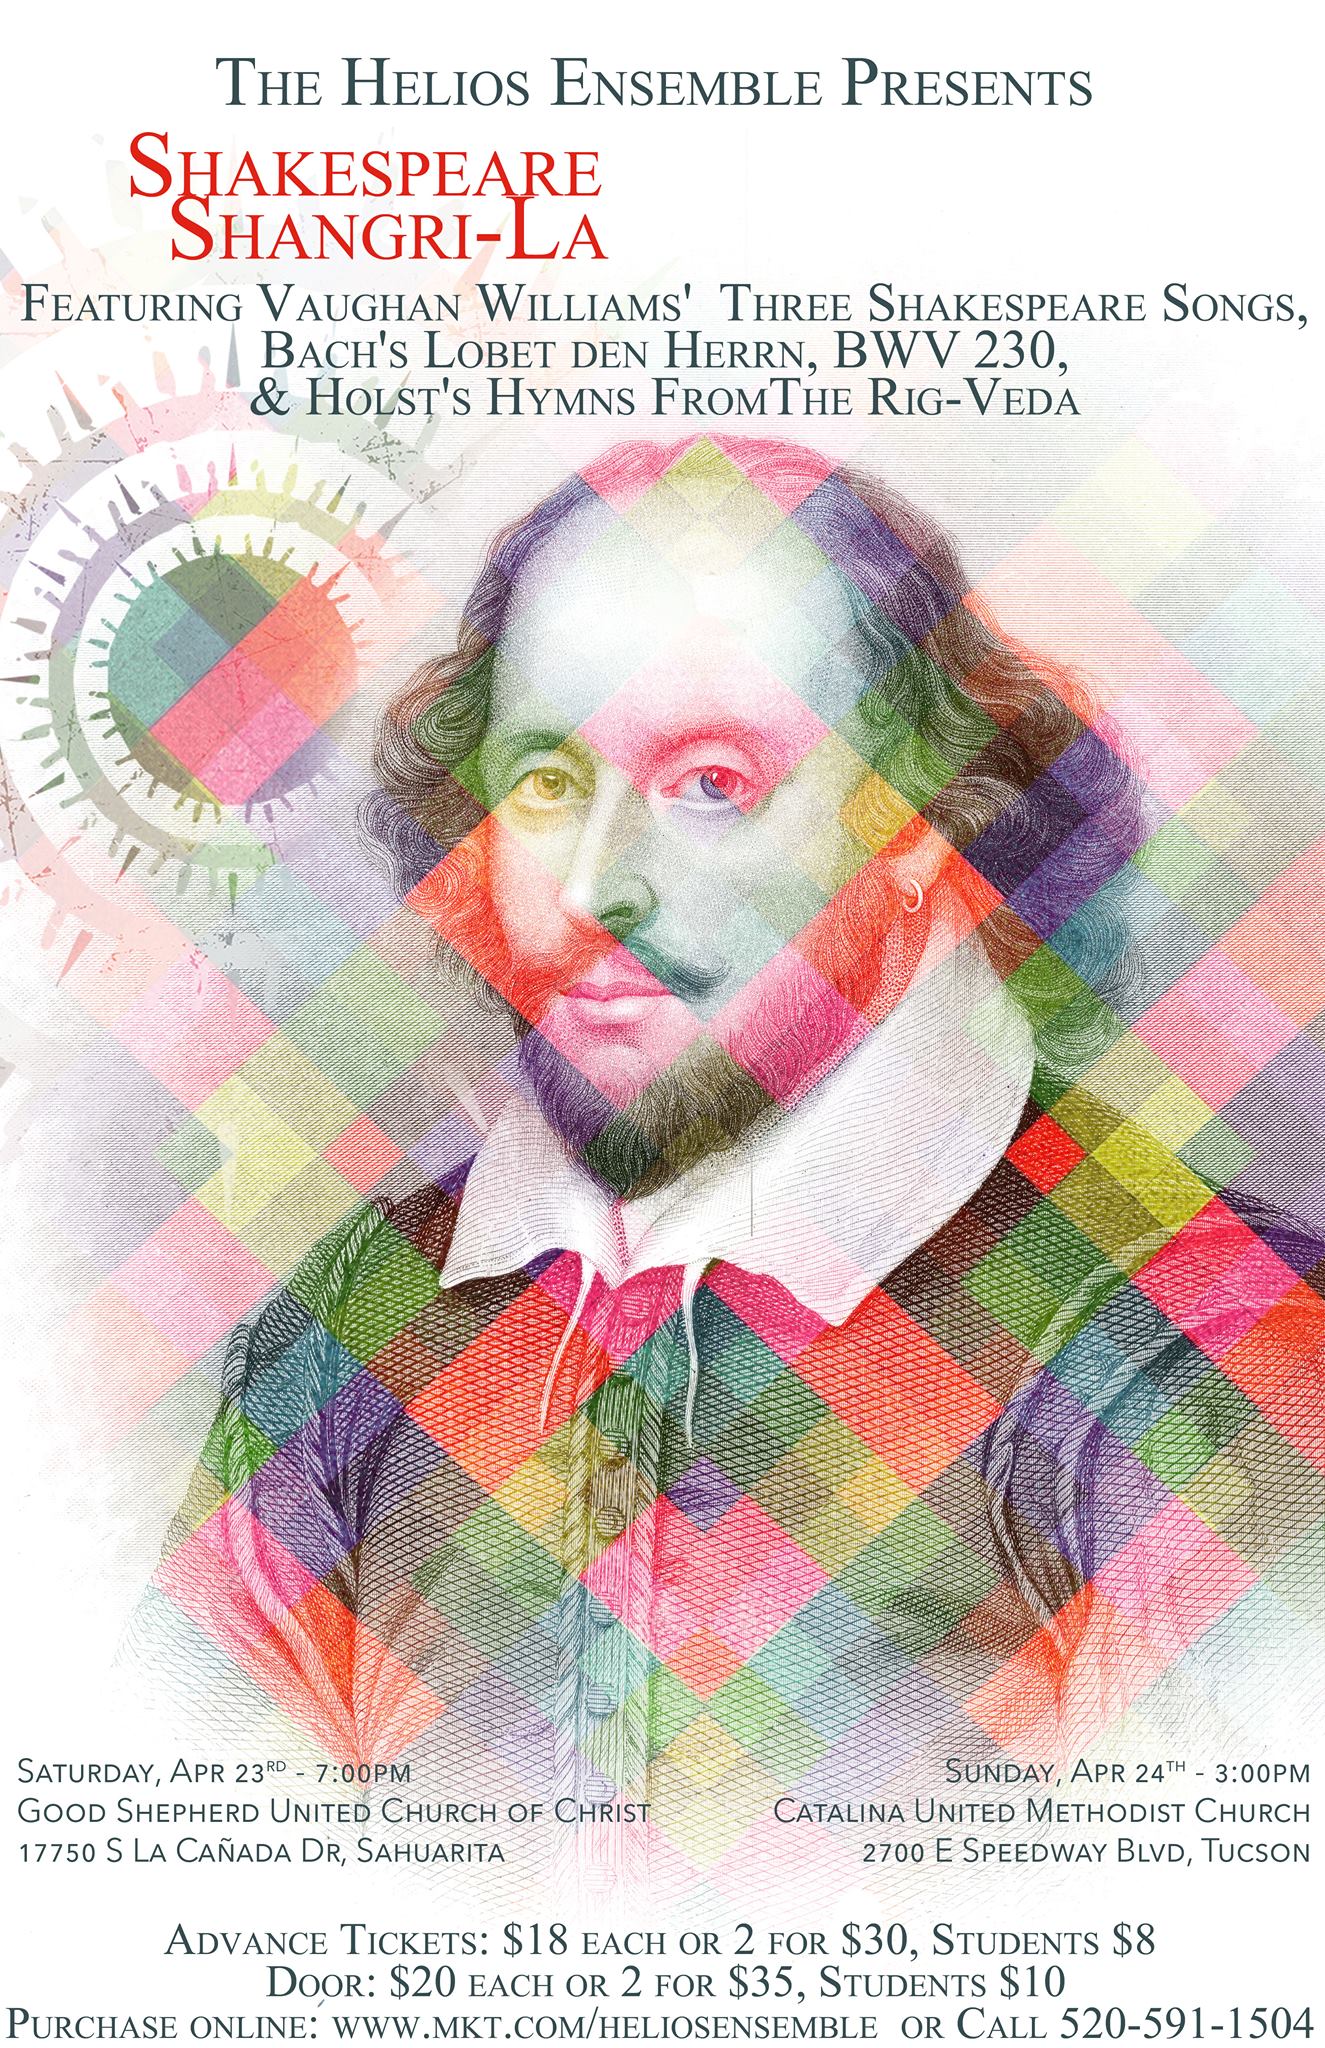 The Helios Ensemble Presents
Shakespeare
Shangri-La
Featuring Vaughan Williams' Three Shakespeare Songs,
Bach's Lobet den Herrn, BWV 230,
& Holst's Hymns FromThe Rig-Veda
Saturday, Apr 23rd - 7:00pm
Good Shepherd United Church of Christ
17750 S La Cañada Dr, Sahuarita
Sunday, Apr 24th - 3:00pm
Catalina United Methodist Church
2700 E Speedway Blvd, Tucson
Advance Tickets: $18 each or 2 for $30, Students $8
Door: $20 each or 2 for $35, Students $10
Purchase online: www.mkt.com/heliosensemble or Call 520-591-1504